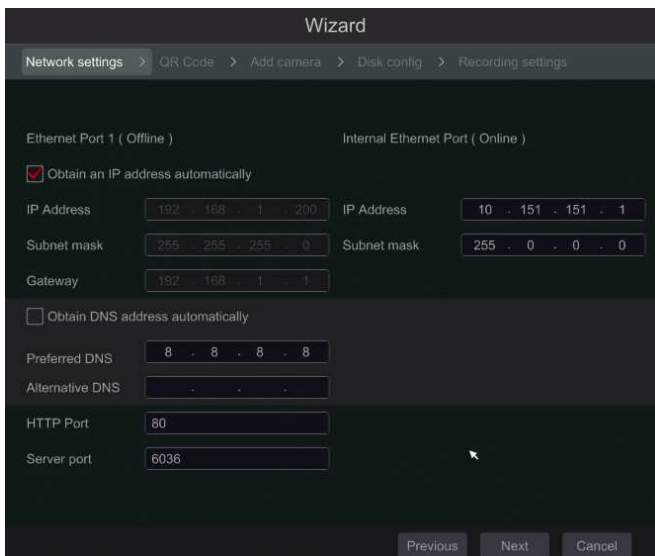 Wizard
Network settings > QR Code > Add camera > Disk config > Recording settings
Ethernet Port 1 ( Offline )
Internal Ethernet Port ( Online )
Obtain an IP address automatically
IP Address 192 . 168 . 1 . 200 IP Address 10 . 151 . 151 . 1
Subnet mask 255 . 255 . 255 . 0 Subnet mask 255 . 0 . 0 . 0
Gateway 192 . 168 . 1 . 1
Obtain DNS address automatically
Preferred DNS 8 . 8 . 8 . 8
Alternative DNS . . .
HTTP Port 80
Server port 6036
Previous Next Cancel